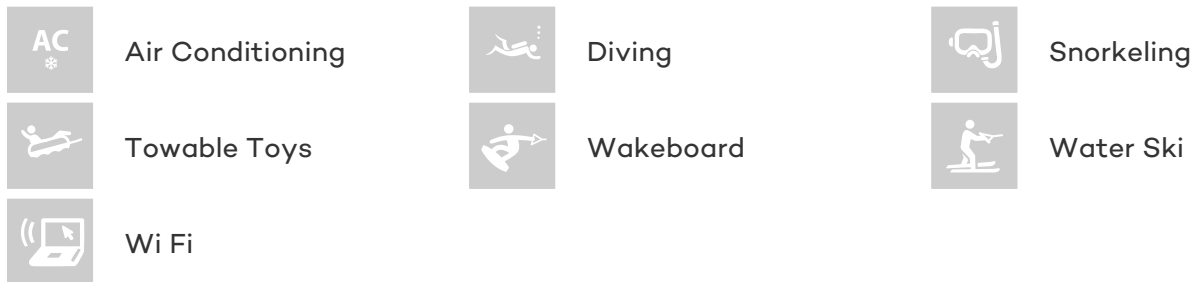 AC
Air Conditioning
Diving
Snorkeling
Towable Toys
Wakeboard
Water Ski
Wi Fi